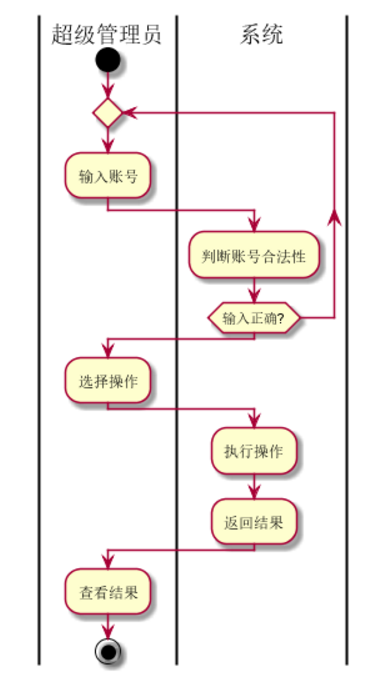 超级管理员
系统
输入账号
判断账号合法性
输入正确?
选择操作
执行操作
返回结果
查看结果